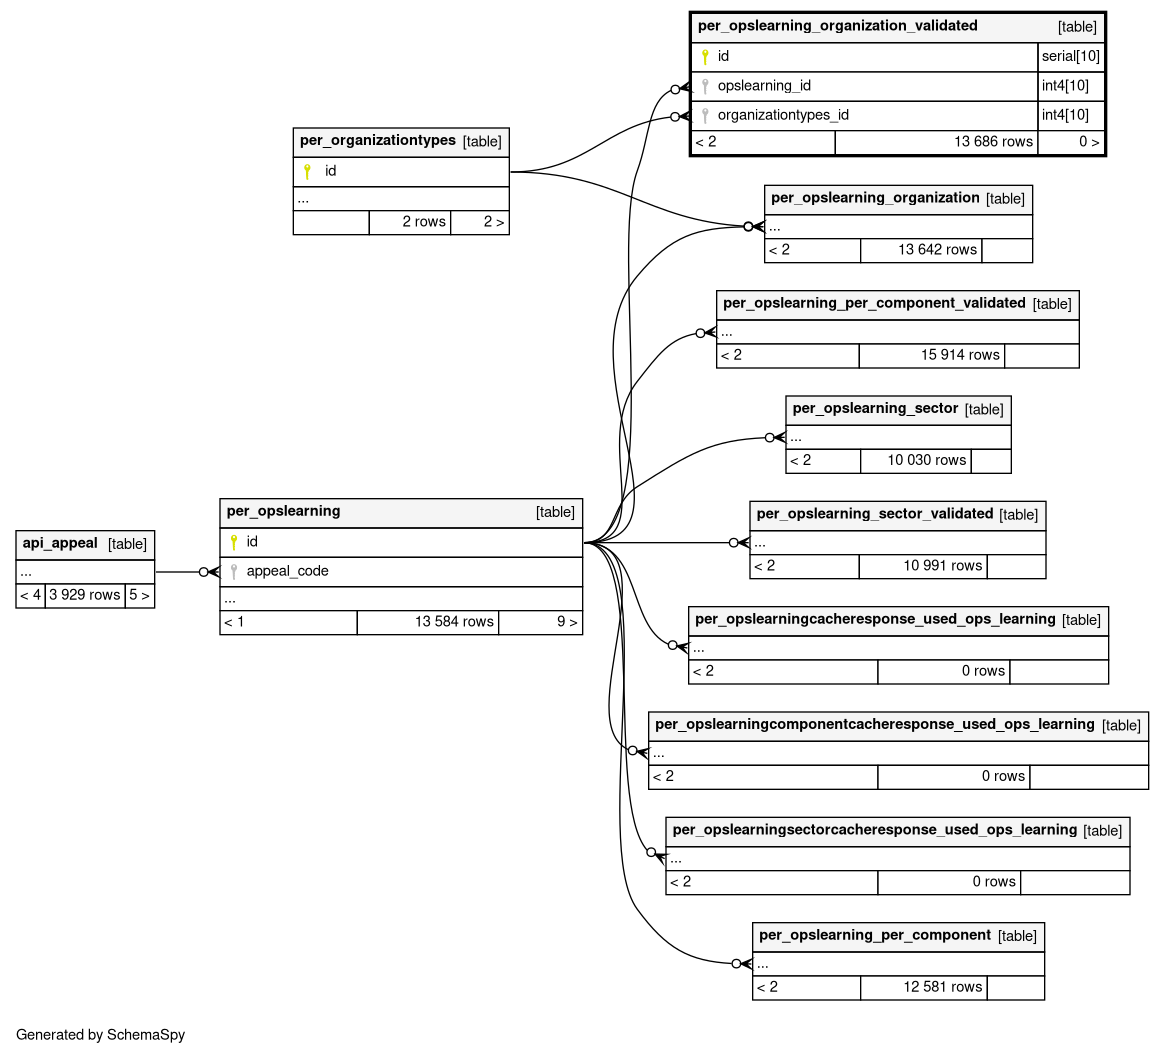 per_opslearning_organization_validated [table]
id serial[10]
opslearning_id int4[10]
organizationtypes_id int4[10]
< 2 13 686 rows 0 >
per_organizationtypes [table]
id
...
2 rows 2 >
per_opslearning_organization [table]
...
< 2 13 642 rows
per_opslearning_per_component_validated [table]
...
< 2 15 914 rows
per_opslearning_sector [table]
...
< 2 10 030 rows
api_appeal [table]
...
< 4 3 929 rows 5 >
per_opslearning [table]
id
appeal_code
...
< 1 13 584 rows 9 >
per_opslearning_sector_validated [table]
...
< 2 10 991 rows
per_opslearningcacheresponse_used_ops_learning [table]
...
< 2 0 rows
per_opslearningcomponentcacheresponse_used_ops_learning [table]
...
< 2 0 rows
per_opslearningsectorcacheresponse_used_ops_learning [table]
...
< 2 0 rows
per_opslearning_per_component [table]
...
< 2 12 581 rows
Generated by SchemaSpy